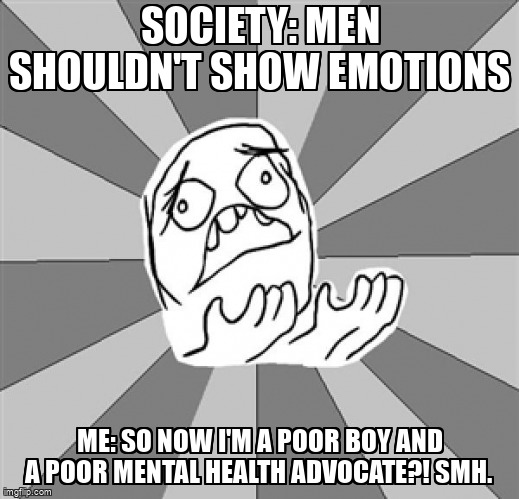 SOCIETY: MEN
SHOULDN'T SHOW EMOTIONS
ME: SO NOW I'M A POOR BOY AND
A POOR MENTAL HEALTH ADVOCATE?! SMH.
imgflip.com